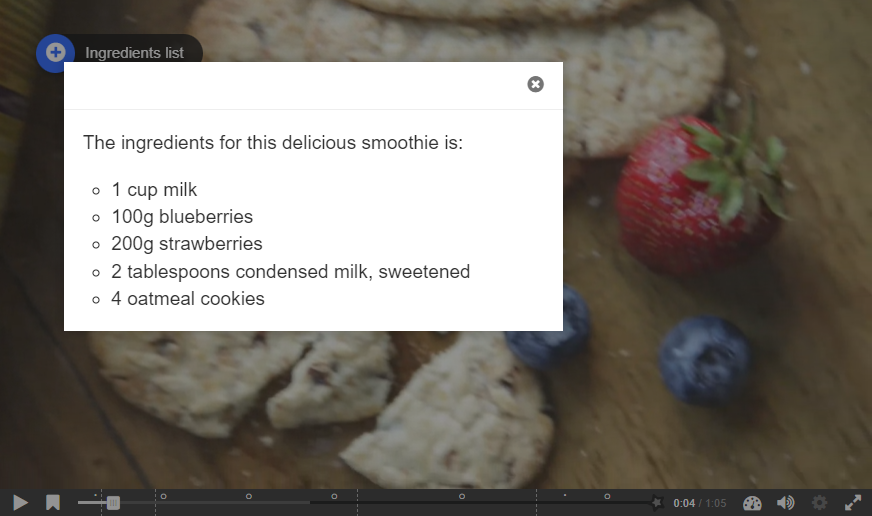 Ingredients list
The ingredients for this delicious smoothie is:
1 cup milk
100g blueberries
200g strawberries
2 tablespoons condensed milk, sweetened
4 oatmeal cookies
0:04 / 1:05